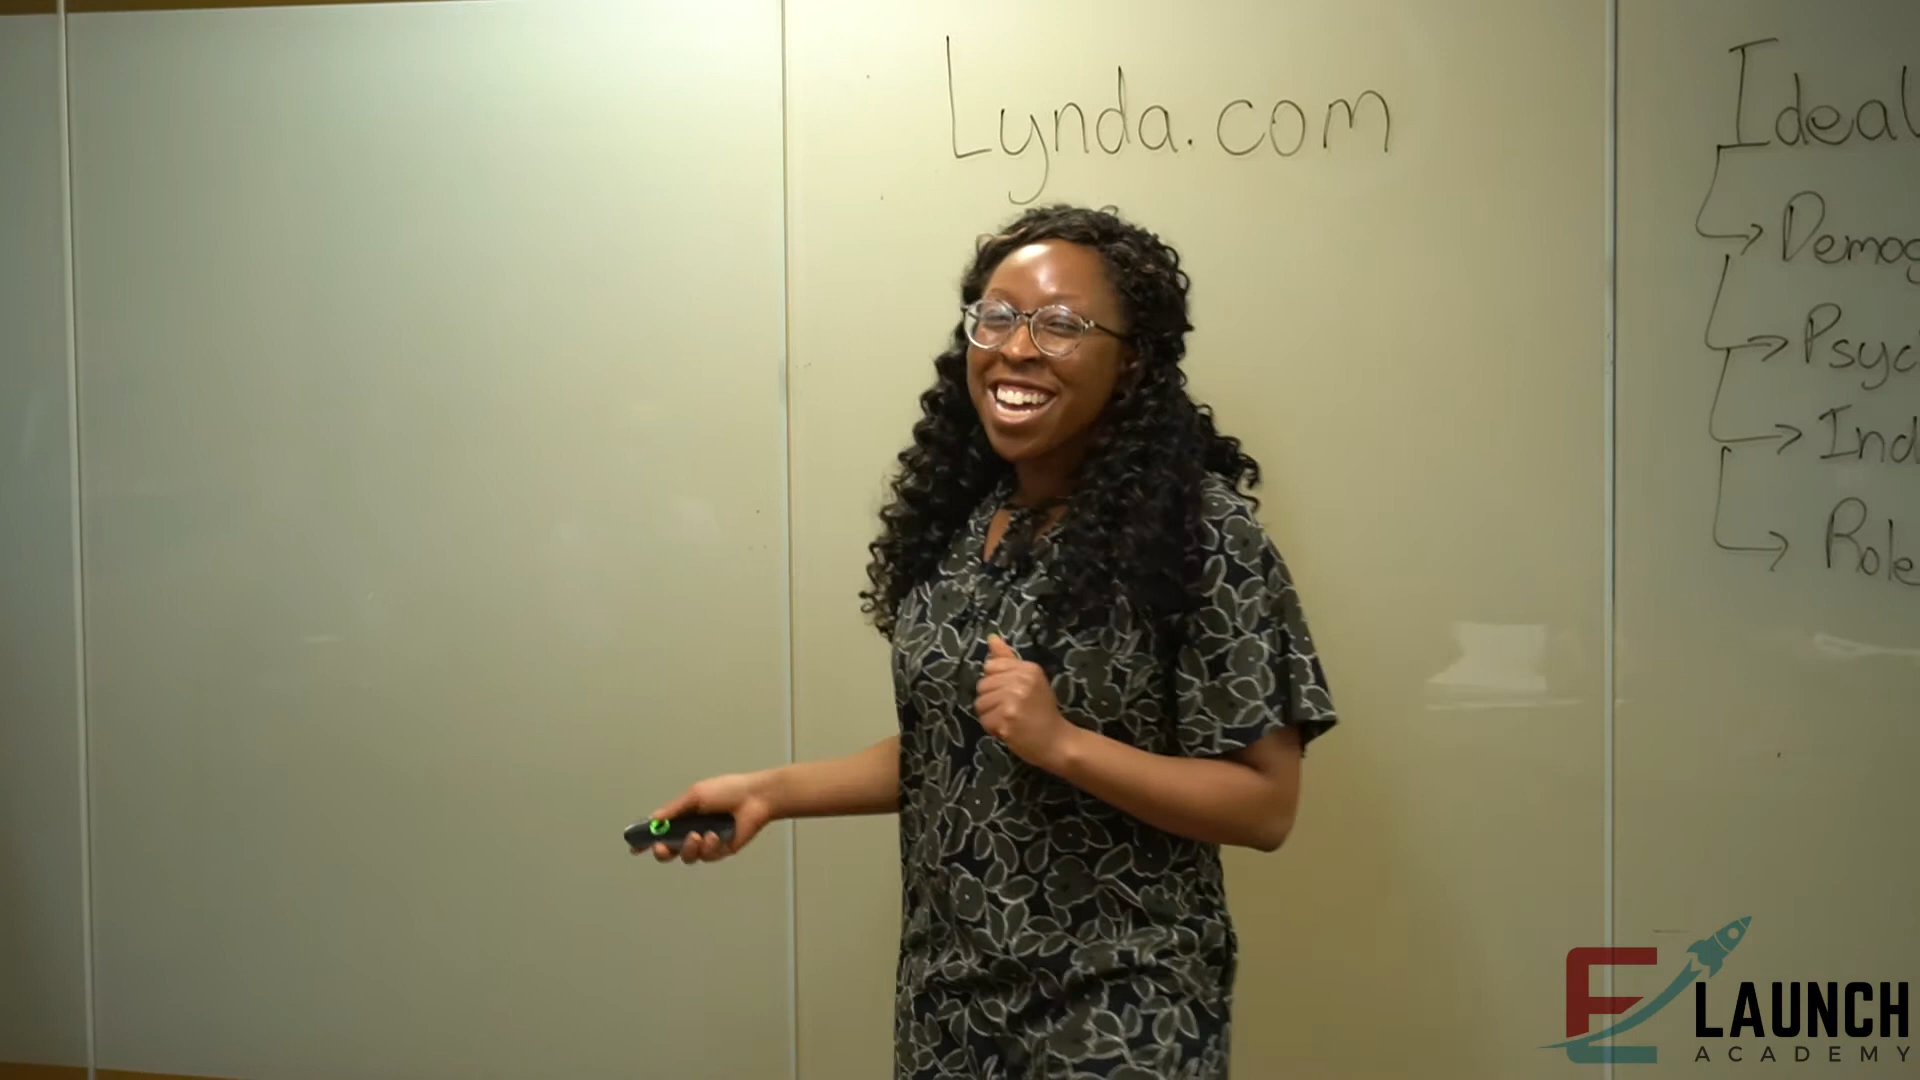 Lynda.com
Ideal
Demog
Psyc
Ind
Role
E LAUNCH
ACADEMY